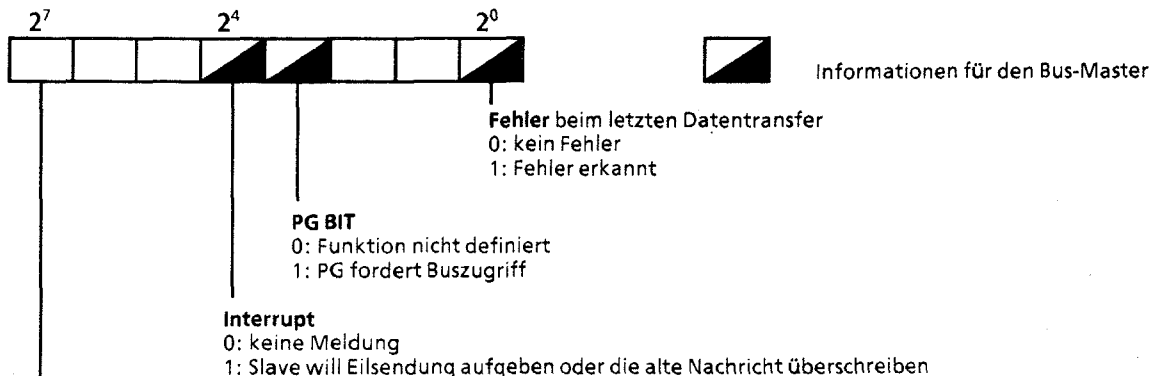 2⁷ 2⁴ 2⁰
Informationen für den Bus-Master
Fehler beim letzten Datentransfer
0: kein Fehler
1: Fehler erkannt
PG BIT
0: Funktion nicht definiert
1: PG fordert Buszugriff
Interrupt
0: keine Meldung
1: Slave will Eilsendung aufgeben oder die alte Nachricht überschreiben